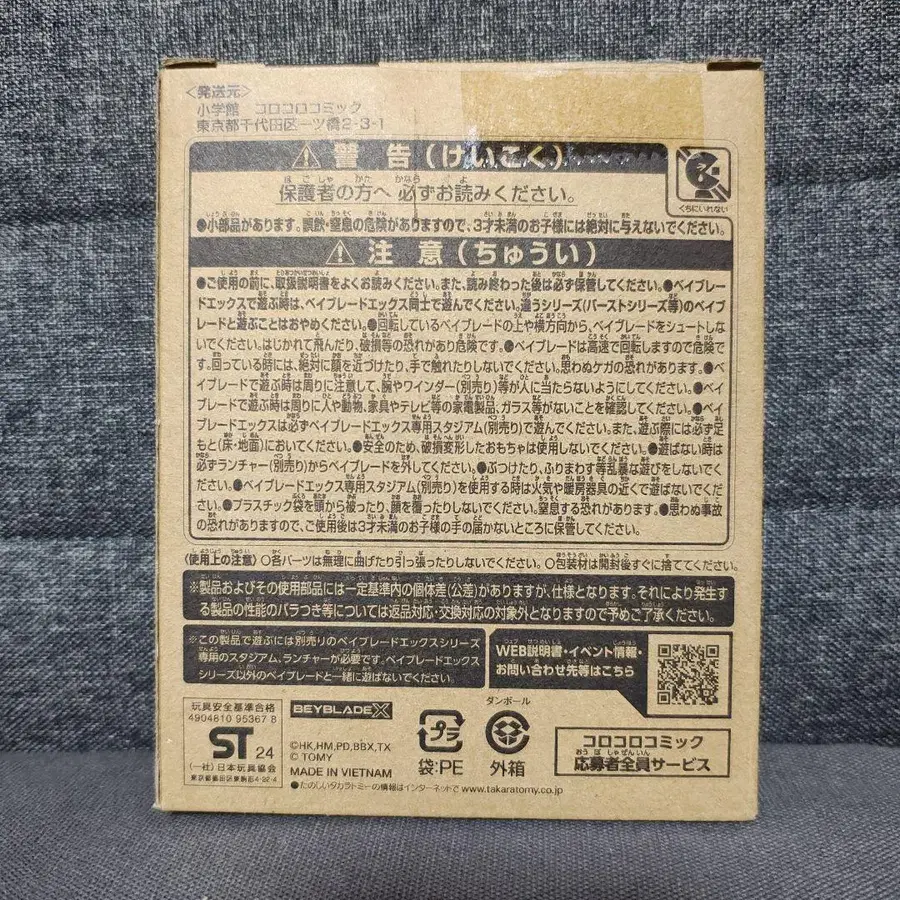 〈発送元〉
小学館 コロコロコミック
東京都千代田区一ツ橋2-3-1
警告(けいこく)
くちにいれない
保護者の方へ 必ずお読みください。
●小部品があります。誤飲・窒息の危険がありますので、3才未満のお子様には絶対に与えないでください。
注意(ちゅうい)
●ご使用の前に、取扱説明書をよくお読みください。また、読み終わった後は必ず保管してください。●ベイブレ
ードエックスで遊ぶ時は、ベイブレードエックス同士で遊んでください。違うシリーズ(バーストシリーズ等)のベイブ
レードと遊ぶことはおやめください。●回転しているベイブレードの上や横方向から、ベイブレードをシュートしな
いでください。はじかれて飛んだり、破損等の恐れがあり危険です。●ベイブレードは高速で回転しますので危険で
す。回っている時には、絶対に顔を近づけたり、手で触れたりしないでください。思わぬケガの恐れがあります。●ベ
イブレードで遊ぶ時は周りに注意して、腕やワインダー(別売り)等が人に当たらないようにしてください。●ベイブ
レードで遊ぶ時は周りに人や動物、家具やテレビ等の家電製品、ガラス等がないことを確認してください。●ベイブ
レードエックスは必ずベイブレードエックス専用スタジアム(別売り)で遊んでください。また、遊ぶ際には必ず足
もと(床・地面)においてください。●安全のため、破損変形したおもちゃは使用しないでください。●遊ばない時は
必ずランチャー(別売り)からベイブレードを外してください。●ぶつけたり、ふりまわす等乱暴な遊びをしないでくだ
さい。●ベイブレードエックス専用スタジアム(別売り)を使用する時は火気や暖房器具の近くで遊ばないでくださ
い。●プラスチック袋を頭から被ったり、顔を覆ったりしないでください。窒息する恐れがあります。●思わぬ事故
の恐れがありますので、ご使用後は3才未満のお子様の手の届かないところに保管してください。
〈使用上の注意〉○各パーツは無理に曲げたり引っ張ったりしないでください。○包装材は開封後すぐに捨ててください。
※製品およびその使用部品には一定基準内の個体差(公差)がありますが、仕様となります。それにより発生す
る製品の性能のバラつき等については返品対応・交換対応の対象外となりますので予めご了承ください。
※この製品で遊ぶには別売りのベイブレードエックスシリーズ
専用のスタジアム、ランチャーが必要です。ベイブレードエックス
シリーズ以外のベイブレードと一緒に遊ばないでください。
WEB説明書・イベント情報・
お問い合わせ先等はこちら
玩具安全基準合格
4904810 95367 8
ST 24
(一社)日本玩具協会
東京都墨田区東駒形4-22-4
BEYBLADE X
©HK,HM,PD,BBX,TX
© TOMY
MADE IN VIETNAM
●たのしいタカラトミーの情報はインターネットで www.takaratomy.co.jp
プラ
袋:PE
ダンボール
外箱
コロコロコミック
応募者全員サービス